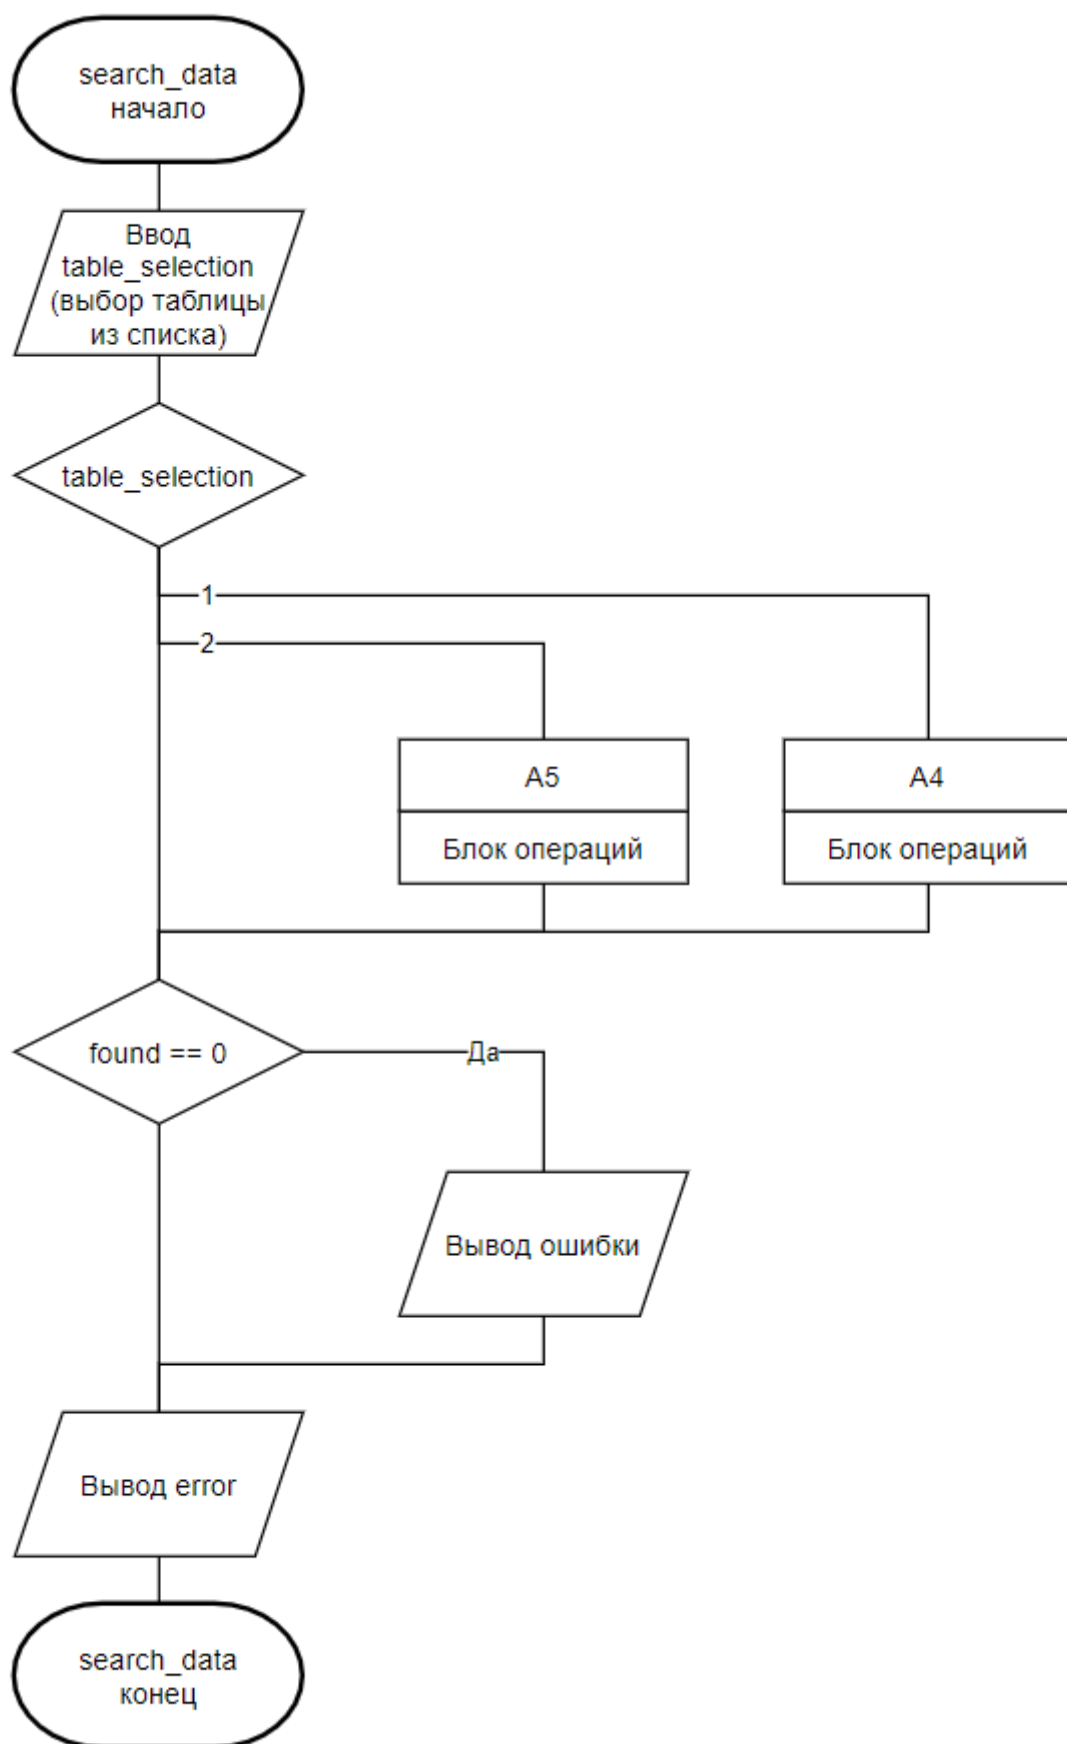 search_data
начало
Ввод
table_selection
(выбор таблицы
из списка)
table_selection
1
2
A5
A4
Блок операций
Блок операций
found == 0
Да
Вывод ошибки
Вывод error
search_data
конец